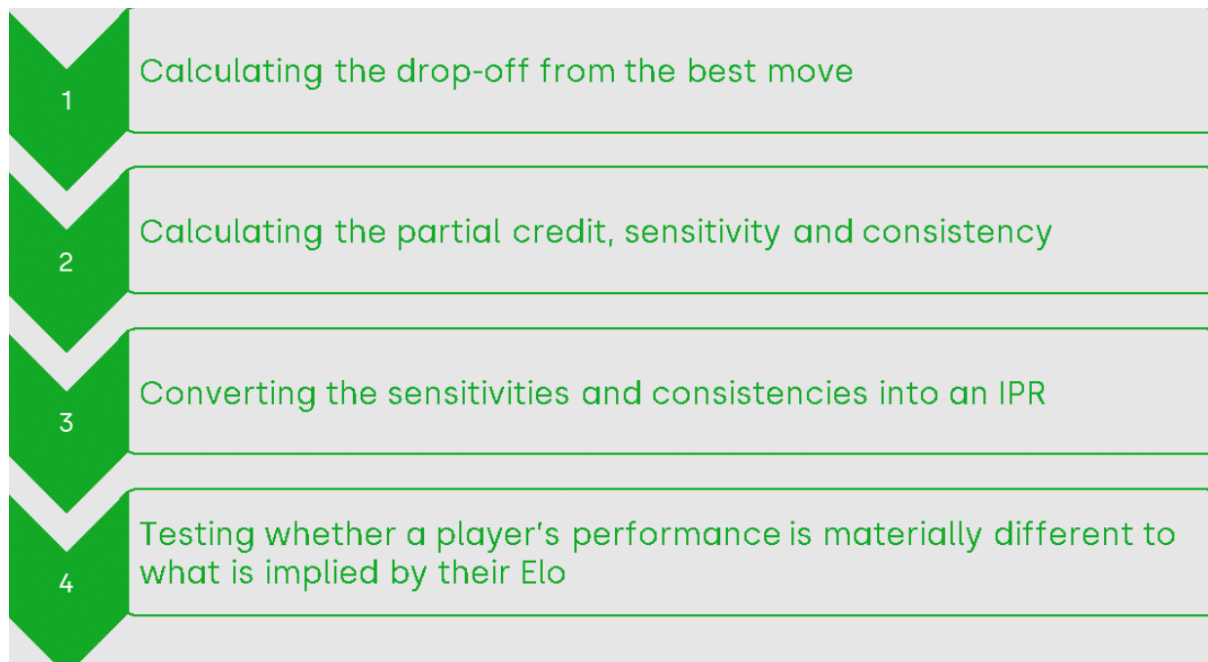 1
Calculating the drop-off from the best move
2
Calculating the partial credit, sensitivity and consistency
3
Converting the sensitivities and consistencies into an IPR
4
Testing whether a player's performance is materially different to
what is implied by their Elo